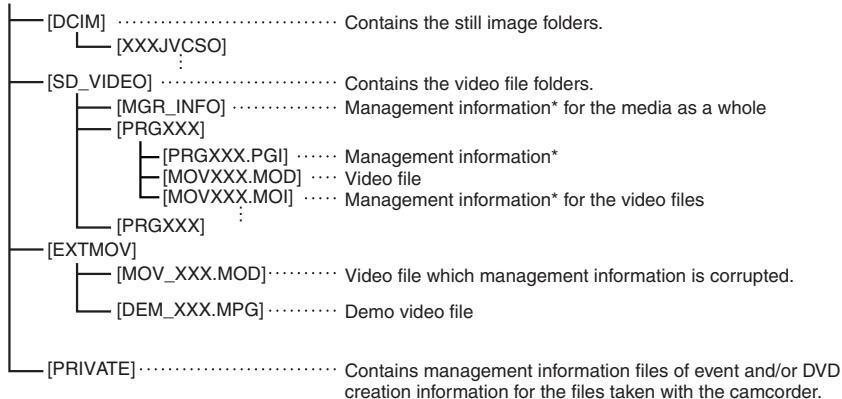 [DCIM] Contains the still image folders.
[XXXJVCSO]
[SD_VIDEO] Contains the video file folders.
[MGR_INFO] Management information* for the media as a whole
[PRGXXX]
[PRGXXX.PGI] Management information*
[MOVXXX.MOD] Video file
[MOVXXX.MOI] Management information* for the video files
[PRGXXX]
[EXTMOV]
[MOV_XXX.MOD] Video file which management information is corrupted.
[DEM_XXX.MPG] Demo video file
[PRIVATE] Contains management information files of event and/or DVD
creation information for the files taken with the camcorder.